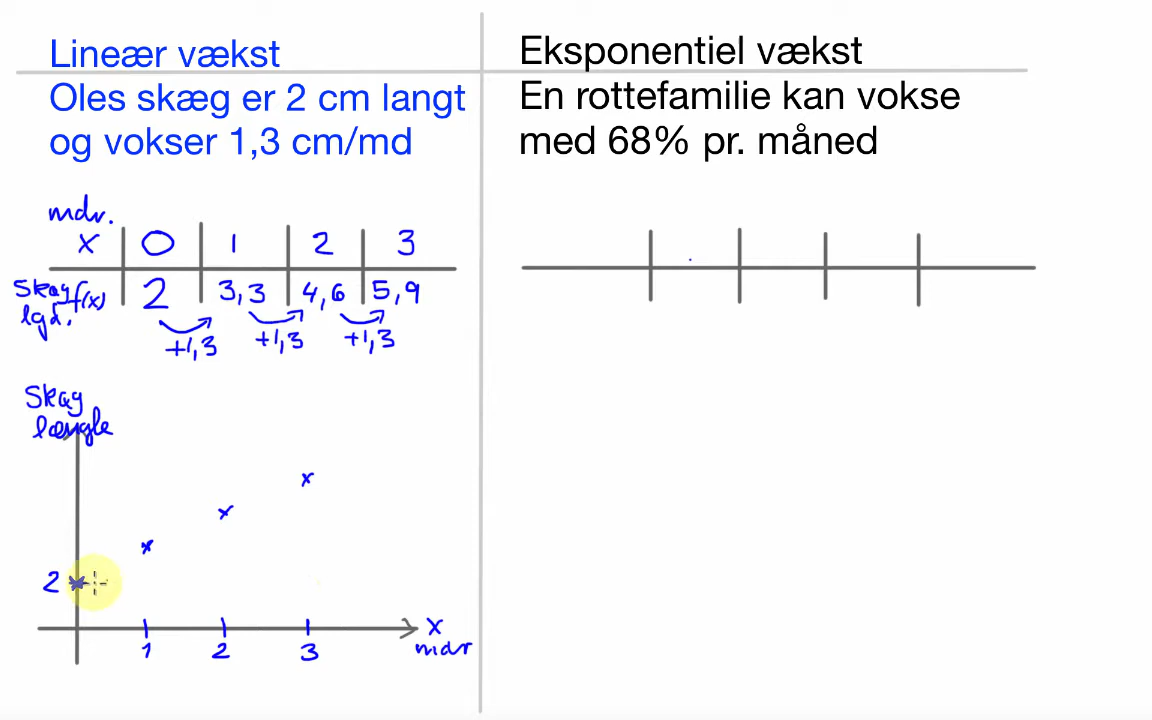 Lineær vækst
Oles skæg er 2 cm langt
og vokser 1,3 cm/md
mdr.
x 0 1 2 3
Skæg f(x) 2 3,3 4,6 5,9
lgd.
+1,3 +1,3 +1,3
Skæg
længde
2
1 2 3
x
mdr
Eksponentiel vækst
En rottefamilie kan vokse
med 68% pr. måned